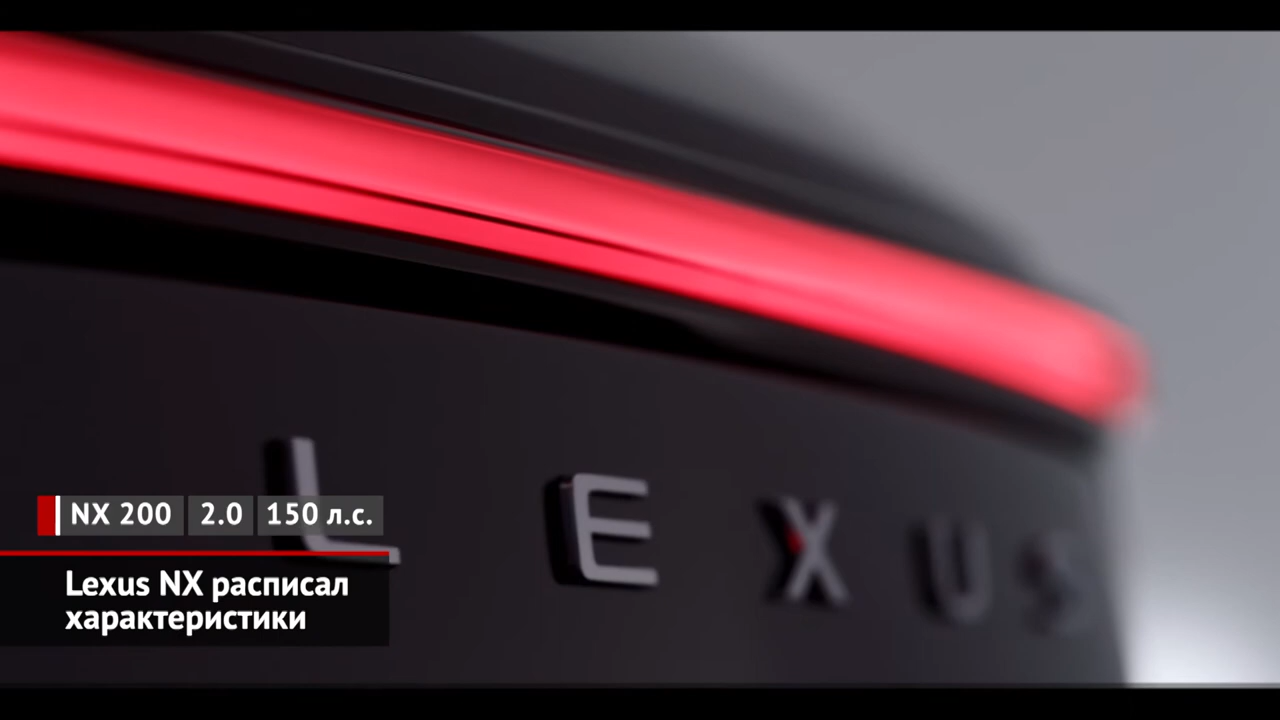 LEXUS
NX 200 2.0 150 л.с.
Lexus NX расписал
характеристики